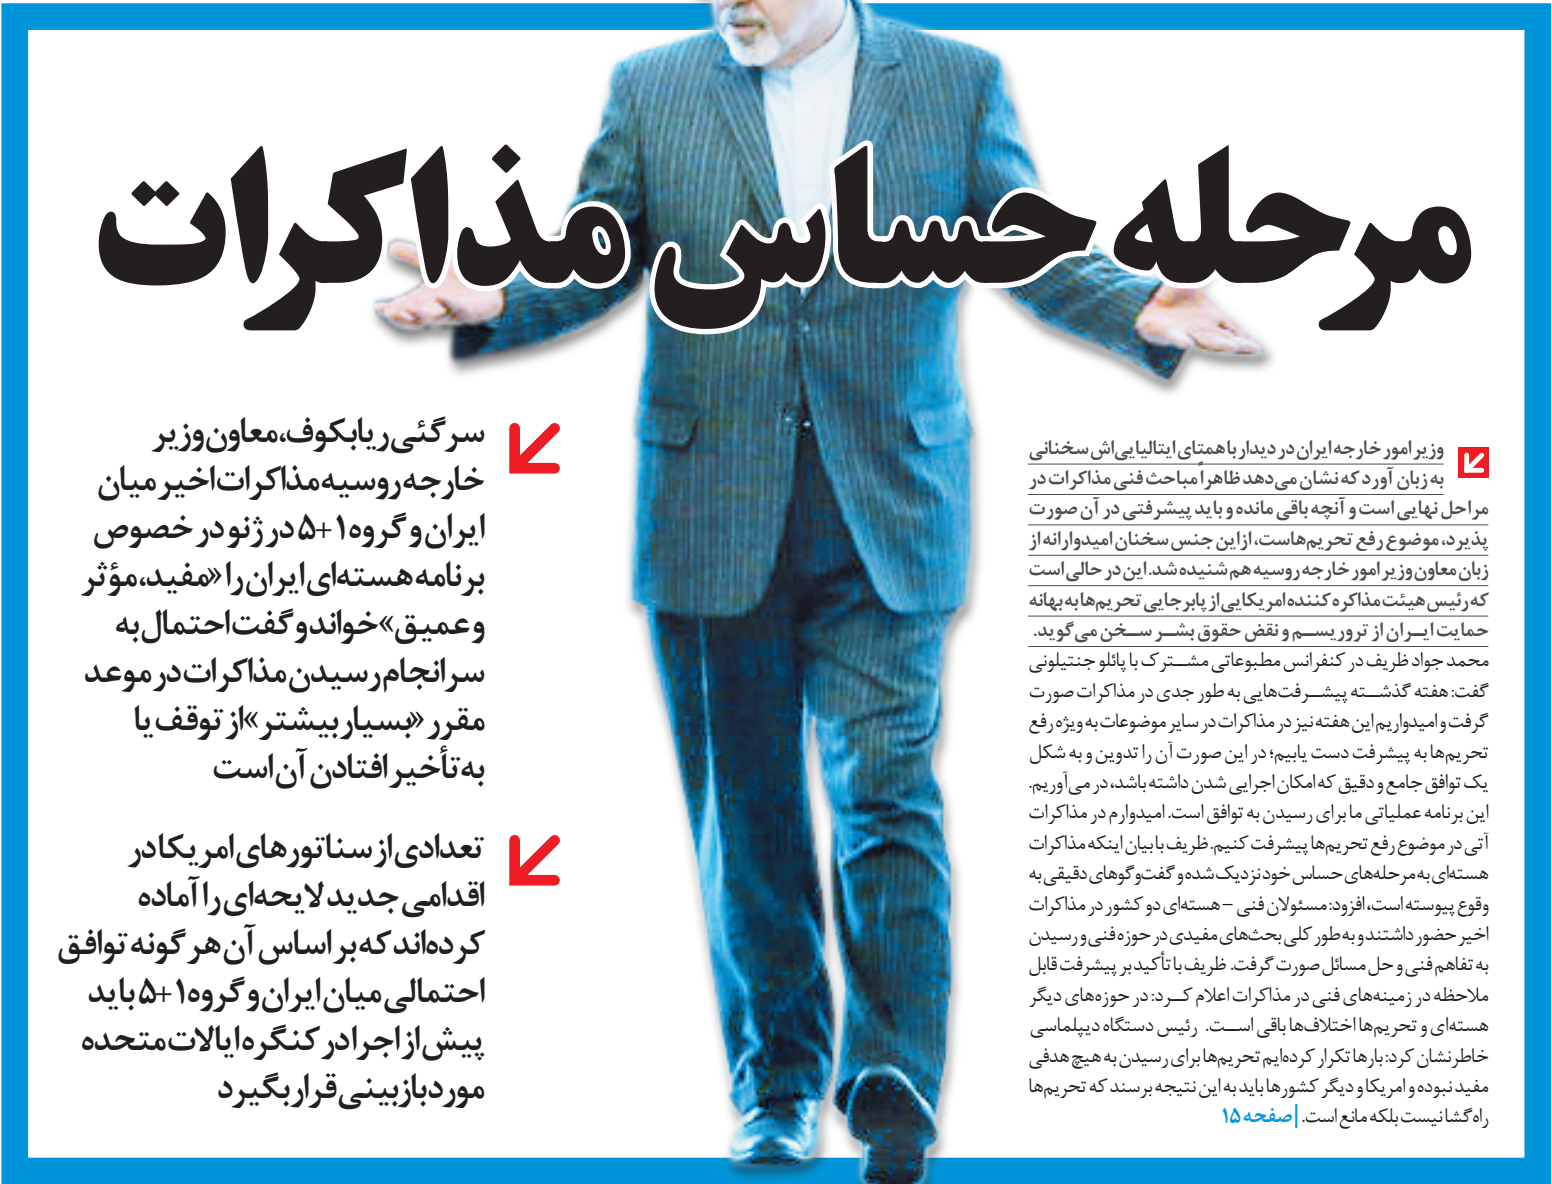 مرحله حساس مذاکرات
وزیر امور خارجه ایران در دیدار با همتای ایتالیایی‌اش سخنانی
به زبان آورد که نشان می‌دهد ظاهراً مباحث فنی مذاکرات در
مراحل نهایی است و آنچه باقی مانده و باید پیشرفتی در آن صورت
پذیرد، موضوع رفع تحریم‌هاست، از این جنس سخنان امیدوارانه از
زبان معاون وزیر امور خارجه روسیه هم شنیده شد. این در حالی است
که رئیس هیئت مذاکره کننده امریکایی از پابرجایی تحریم‌ها به بهانه
حمایت ایران از تروریسم و نقض حقوق بشر سخن می‌گوید.
محمد جواد ظریف در کنفرانس مطبوعاتی مشترک با پائلو جنتیلونی
گفت: هفته گذشته پیشرفت‌هایی به طور جدی در مذاکرات صورت
گرفت و امیدواریم این هفته نیز در مذاکرات در سایر موضوعات به ویژه رفع
تحریم‌ها به پیشرفت دست یابیم؛ در این صورت آن را تدوین و به شکل
یک توافق جامع و دقیق که امکان اجرایی شدن داشته باشد، در می‌آوریم.
این برنامه عملیاتی ما برای رسیدن به توافق است. امیدوارم در مذاکرات
آتی در موضوع رفع تحریم‌ها پیشرفت کنیم. ظریف با بیان اینکه مذاکرات
هسته‌ای به مرحله‌های حساس خود نزدیک شده و گفت‌وگوهای دقیقی به
وقوع پیوسته است، افزود: مسئولان فنی – هسته‌ای دو کشور در مذاکرات
اخیر حضور داشتند و به طور کلی بحث‌های مفیدی در حوزه فنی و رسیدن
به تفاهم فنی و حل مسائل صورت گرفت. ظریف با تأکید بر پیشرفت قابل
ملاحظه در زمینه‌های فنی در مذاکرات اعلام کرد: در حوزه‌های دیگر
هسته‌ای و تحریم‌ها اختلاف‌ها باقی است. رئیس دستگاه دیپلماسی
خاطرنشان کرد: بارها تکرار کرده‌ایم تحریم‌ها برای رسیدن به هیچ هدفی
مفید نبوده و امریکا و دیگر کشورها باید به این نتیجه برسند که تحریم‌ها
راه گشا نیست بلکه مانع است. | صفحه ۱۵
سرگئی ریابکوف، معاون وزیر
خارجه روسیه مذاکرات اخیر میان
ایران و گروه ۱+۵ در ژنو در خصوص
برنامه هسته‌ای ایران را «مفید، مؤثر
و عمیق» خواند و گفت احتمال به
سرانجام رسیدن مذاکرات در موعد
مقرر «بسیار بیشتر» از توقف یا
به تأخیر افتادن آن است
تعدادی از سناتورهای امریکا در
اقدامی جدید لایحه‌ای را آماده
کرده‌اند که بر اساس آن هر گونه توافق
احتمالی میان ایران و گروه ۱+۵ باید
پیش از اجرا در کنگره ایالات متحده
مورد بازبینی قرار بگیرد